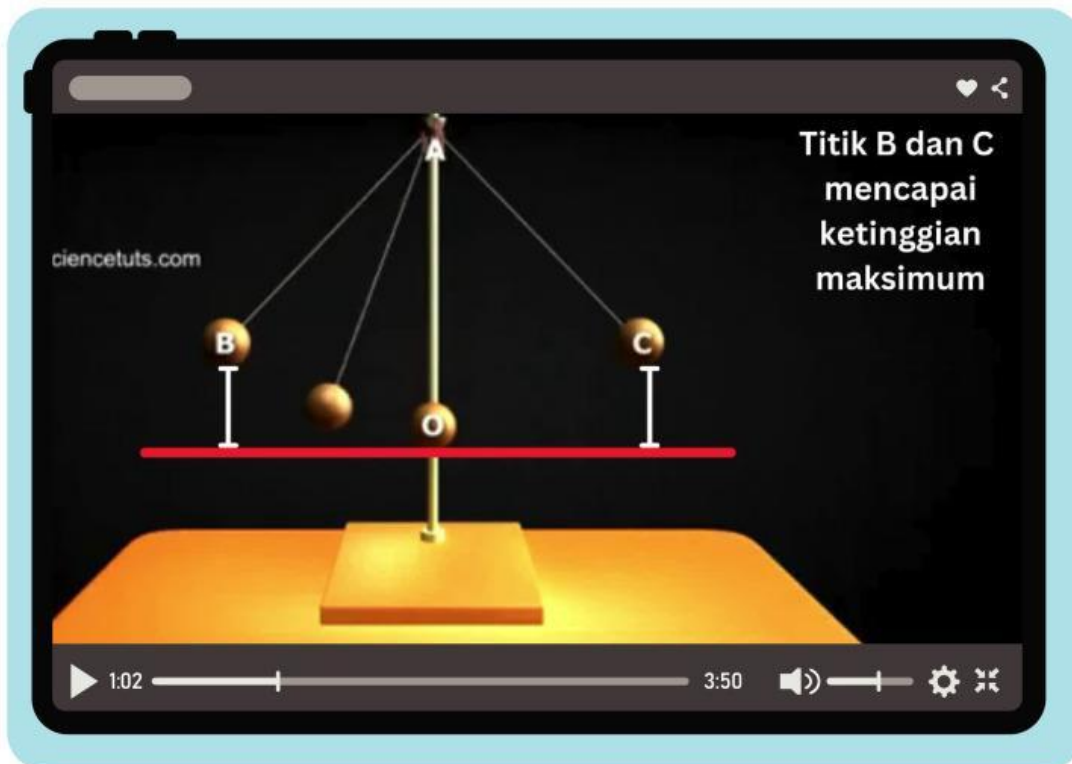 A
Titik B dan C
mencapai
ketinggian
maksimum
ciencetuts.com
B
C
O
1:02
3:50